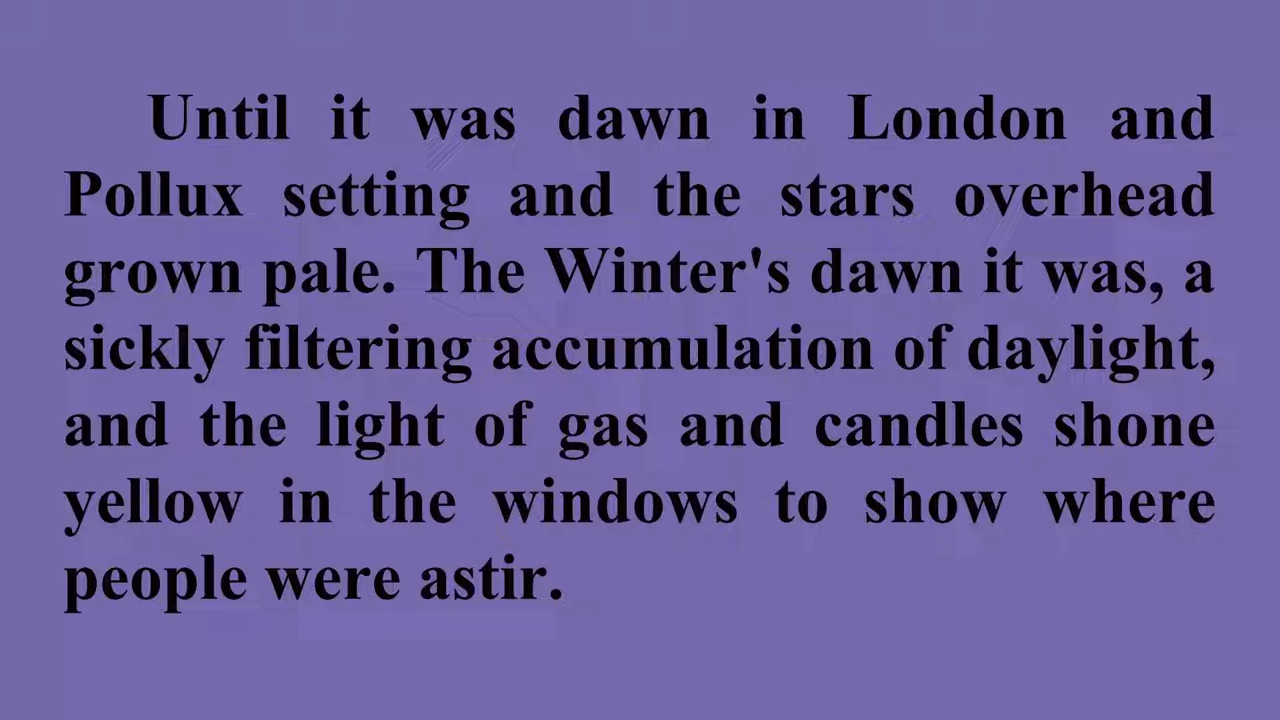 Until it was dawn in London and
Pollux setting and the stars overhead
grown pale. The Winter's dawn it was, a
sickly filtering accumulation of daylight,
and the light of gas and candles shone
yellow in the windows to show where
people were astir.